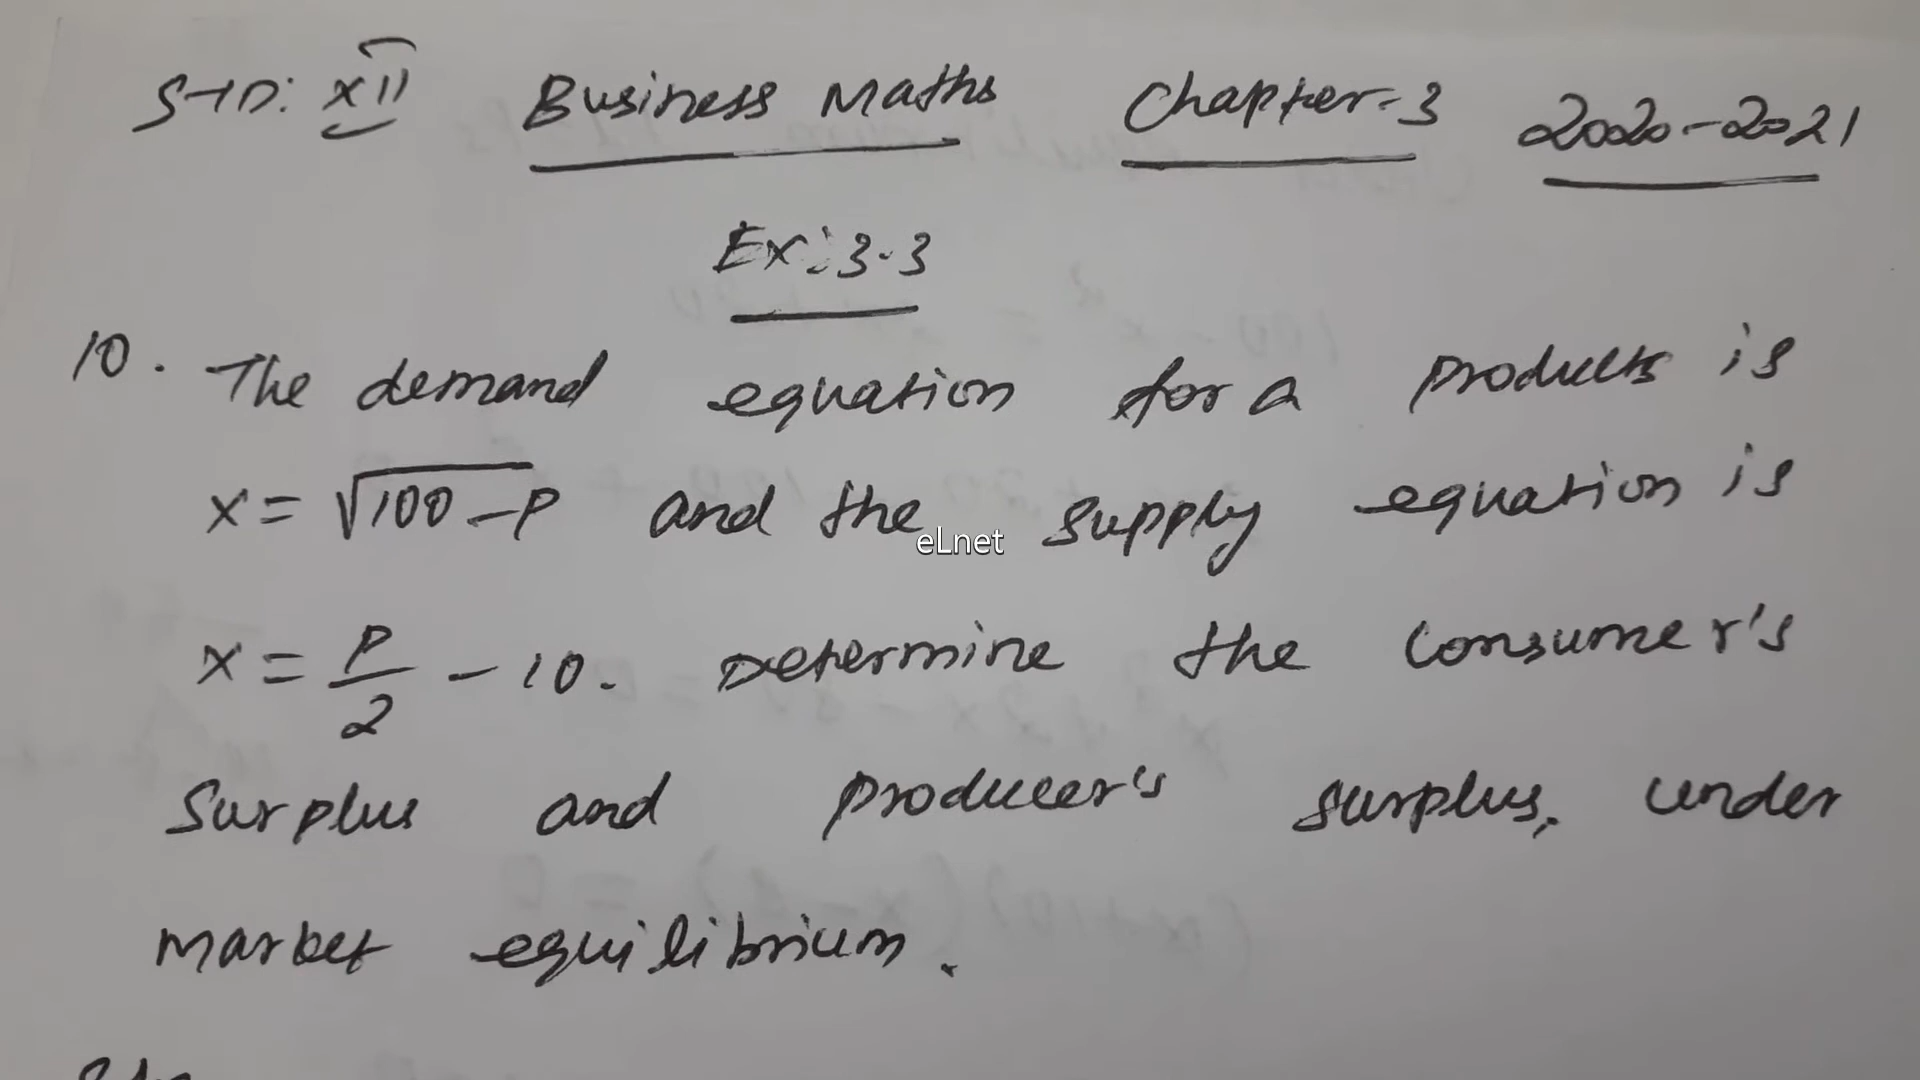 STD: XII Business Maths Chapter-3 2020-2021
Ex: 3.3
10. The demand equation for a products is
x = √100-P and the supply equation is
eLnet
x = P/2 - 10. Determine the Consumer's
Surplus and producer's surplus, under
market equilibrium.